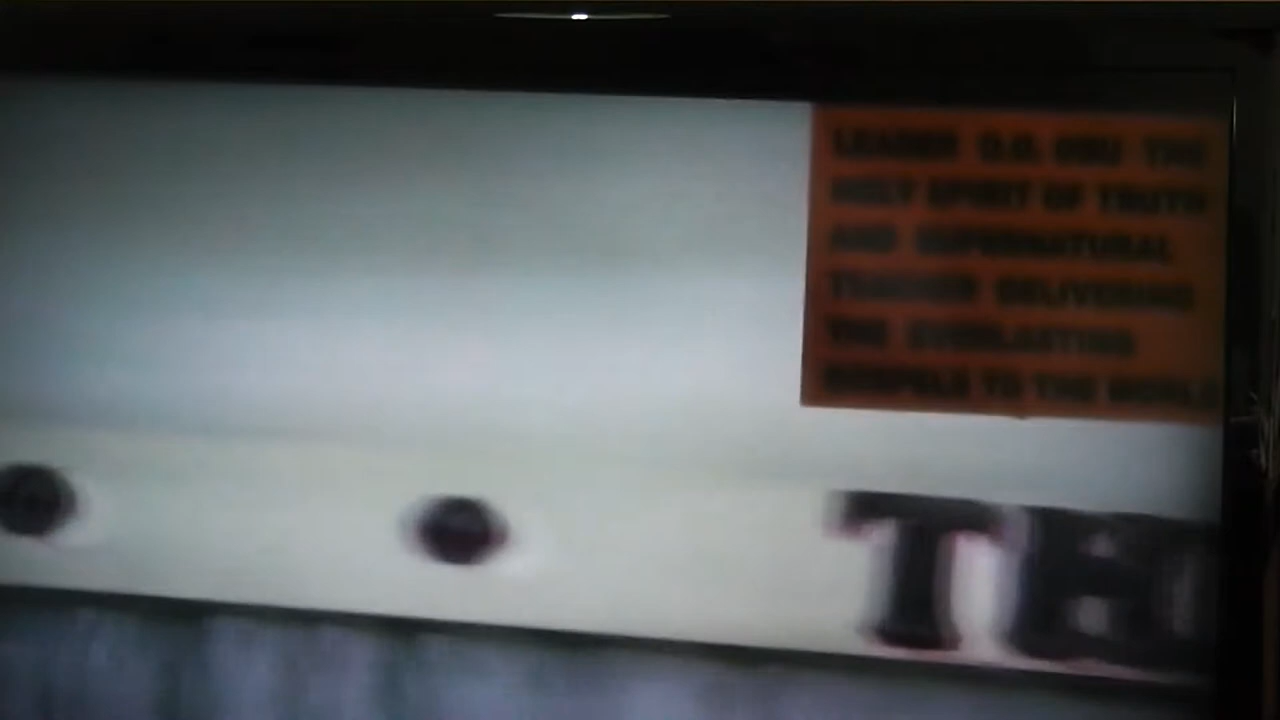 LEADER O.O. OBU THE
HOLY SPIRIT OF TRUTH
AND SUPERNATURAL
TEACHER DELIVERING
THE EVERLASTING
GOSPELS TO THE WORLD